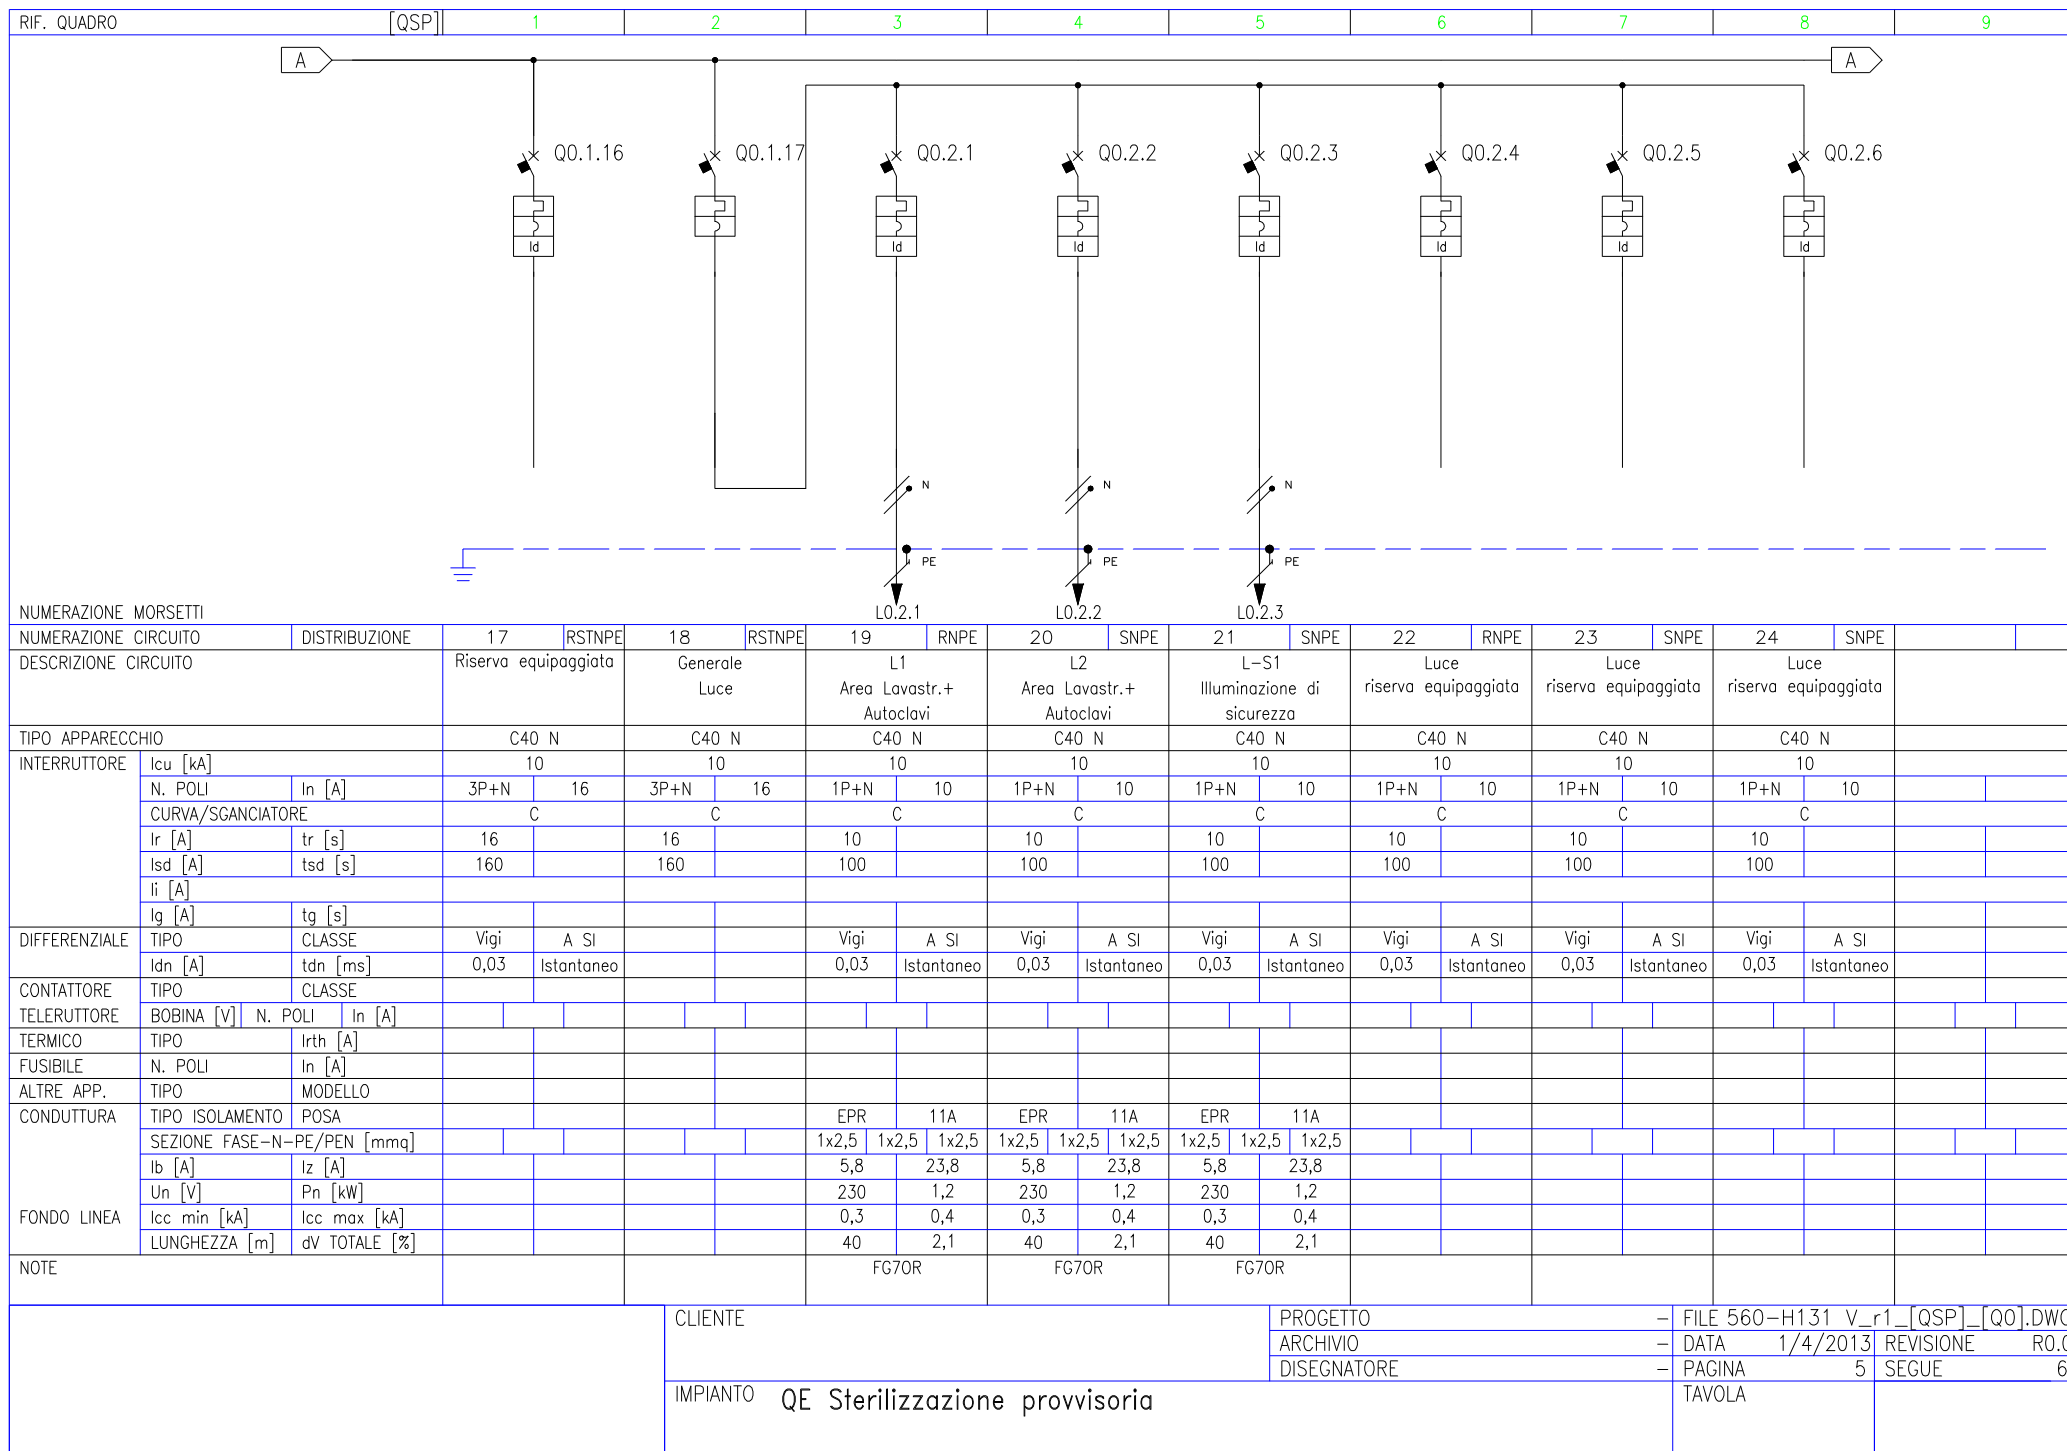 RIF. QUADRO [QSP] 1 2 3 4 5 6 7 8 9
A A
Q0.1.16 Q0.1.17 Q0.2.1 Q0.2.2 Q0.2.3 Q0.2.4 Q0.2.5 Q0.2.6
Id Id Id Id Id Id Id
N N N
PE PE PE
NUMERAZIONE MORSETTI L0.2.1 L0.2.2 L0.2.3
NUMERAZIONE CIRCUITO DISTRIBUZIONE 17 RSTNPE 18 RSTNPE 19 RNPE 20 SNPE 21 SNPE 22 RNPE 23 SNPE 24 SNPE
DESCRIZIONE CIRCUITO Riserva equipaggiata Generale L1 L2 L-S1 Luce Luce Luce
Luce Area Lavastr.+ Area Lavastr.+ Illuminazione di riserva equipaggiata riserva equipaggiata riserva equipaggiata
Autoclavi Autoclavi sicurezza
TIPO APPARECCHIO C40 N C40 N C40 N C40 N C40 N C40 N C40 N C40 N
INTERRUTTORE Icu [kA] 10 10 10 10 10 10 10 10
N. POLI In [A] 3P+N 16 3P+N 16 1P+N 10 1P+N 10 1P+N 10 1P+N 10 1P+N 10 1P+N 10
CURVA/SGANCIATORE C C C C C C C C
Ir [A] tr [s] 16 16 10 10 10 10 10 10
Isd [A] tsd [s] 160 160 100 100 100 100 100 100
Ii [A]
Ig [A] tg [s]
DIFFERENZIALE TIPO CLASSE Vigi A SI Vigi A SI Vigi A SI Vigi A SI Vigi A SI Vigi A SI Vigi A SI
Idn [A] tdn [ms] 0,03 Istantaneo 0,03 Istantaneo 0,03 Istantaneo 0,03 Istantaneo 0,03 Istantaneo 0,03 Istantaneo 0,03 Istantaneo
CONTATTORE TIPO CLASSE
TELERUTTORE BOBINA [V] N. POLI In [A]
TERMICO TIPO Irth [A]
FUSIBILE N. POLI In [A]
ALTRE APP. TIPO MODELLO
CONDUTTURA TIPO ISOLAMENTO POSA EPR 11A EPR 11A EPR 11A
SEZIONE FASE-N-PE/PEN [mmq] 1x2,5 1x2,5 1x2,5 1x2,5 1x2,5 1x2,5 1x2,5 1x2,5 1x2,5
Ib [A] Iz [A] 5,8 23,8 5,8 23,8 5,8 23,8
Un [V] Pn [kW] 230 1,2 230 1,2 230 1,2
FONDO LINEA Icc min [kA] Icc max [kA] 0,3 0,4 0,3 0,4 0,3 0,4
LUNGHEZZA [m] dV TOTALE [%] 40 2,1 40 2,1 40 2,1
NOTE FG7OR FG7OR FG7OR
CLIENTE PROGETTO - FILE 560-H131 V_r1_[QSP]_[Q0].DWG
ARCHIVIO - DATA 1/4/2013 REVISIONE R0.0
DISEGNATORE - PAGINA 5 SEGUE 6
IMPIANTO QE Sterilizzazione provvisoria TAVOLA